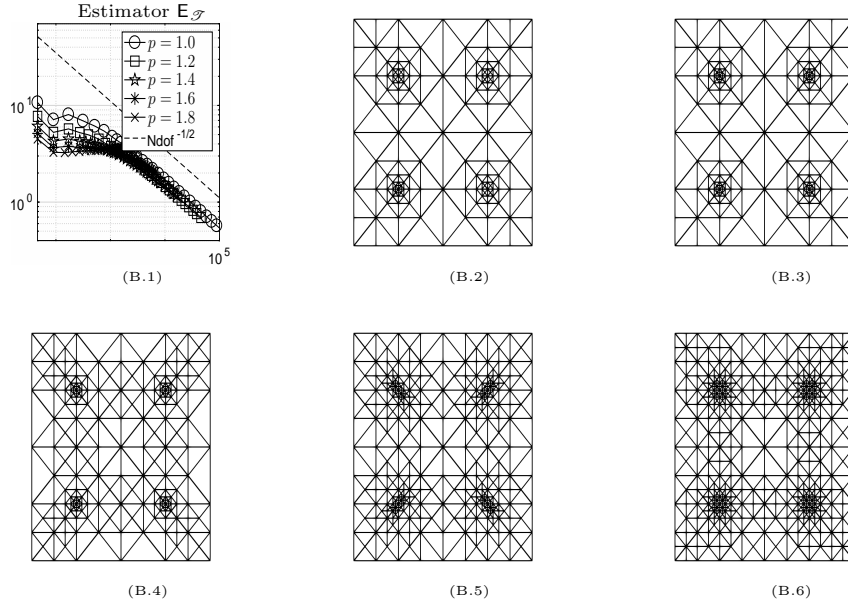 Estimator E𝒯
p = 1.0
p = 1.2
p = 1.4
p = 1.6
p = 1.8
Ndof^-1/2
10^1
10^0
10^5
(B.1)
(B.2)
(B.3)
(B.4)
(B.5)
(B.6)